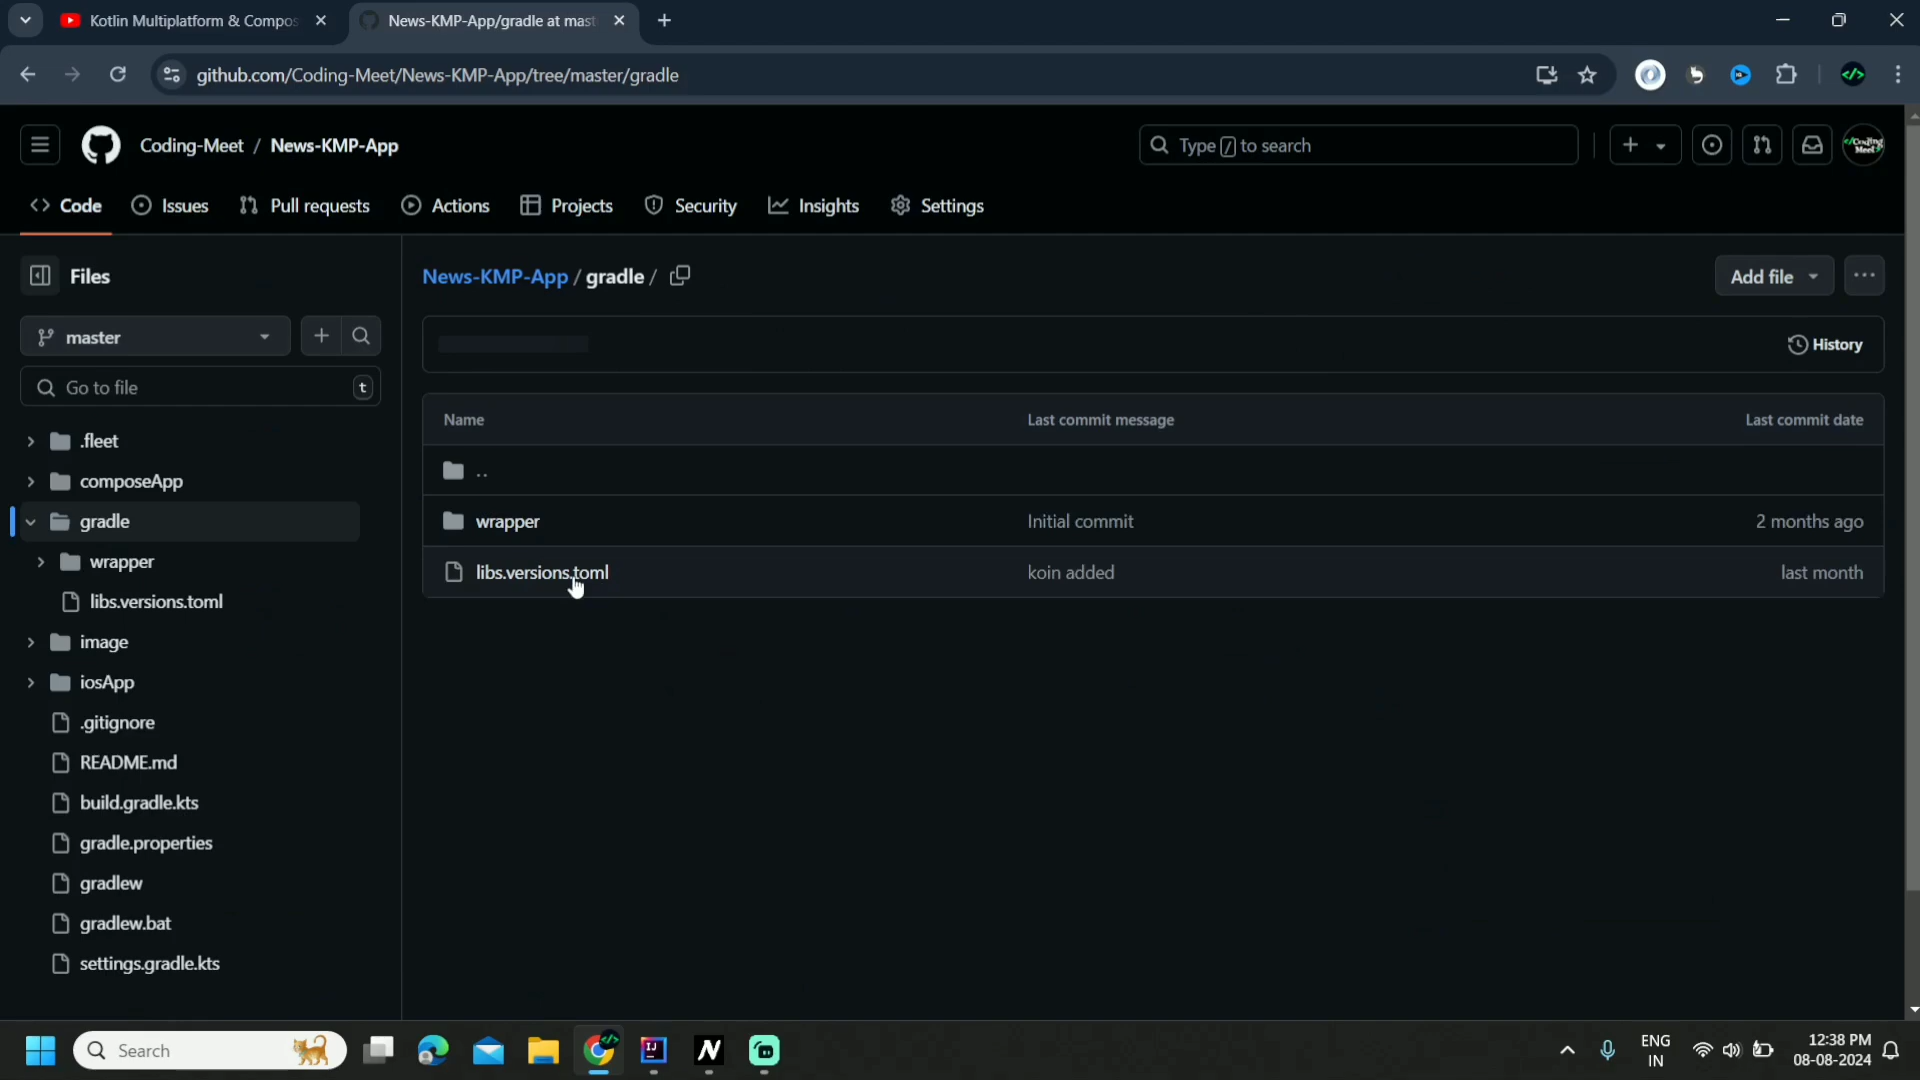 Kotlin Multiplatform & Compos
News-KMP-App/gradle at mast
github.com/Coding-Meet/News-KMP-App/tree/master/gradle
Coding-Meet / News-KMP-App
Type / to search
</Coding Meet>
Code
Issues
Pull requests
Actions
Projects
Security
Insights
Settings
Files
News-KMP-App / gradle /
Add file
master
History
Go to file
t
Name
Last commit message
Last commit date
.fleet
..
composeApp
gradle
wrapper
Initial commit
2 months ago
wrapper
libs.versions.toml
koin added
last month
libs.versions.toml
image
iosApp
.gitignore
README.md
build.gradle.kts
gradle.properties
gradlew
gradlew.bat
settings.gradle.kts
Search
ENG
IN
12:38 PM
08-08-2024